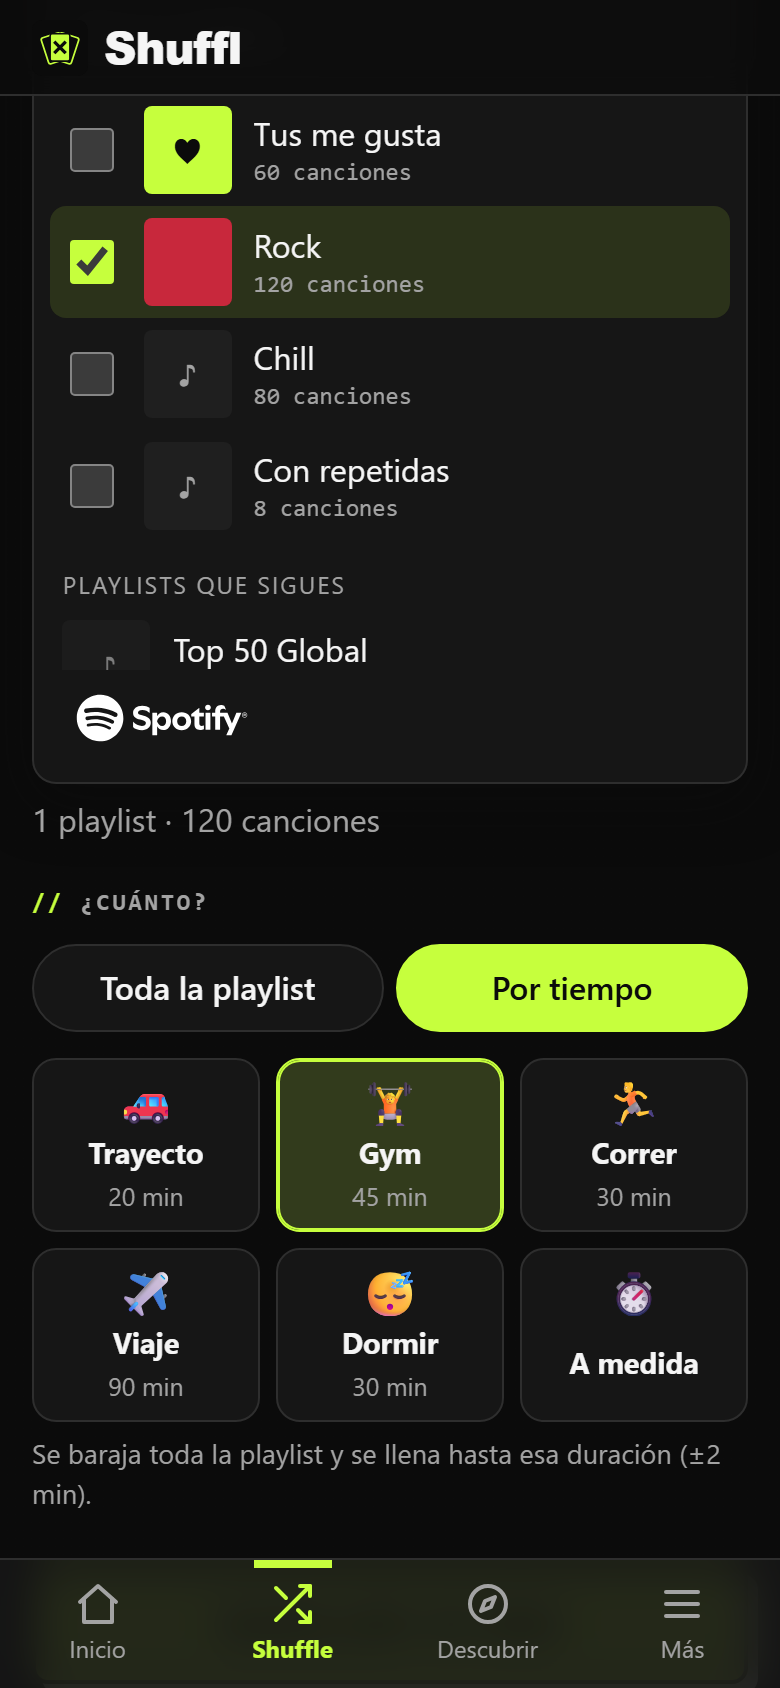 Shuffl
Tus me gusta
60 canciones
Rock
120 canciones
Chill
80 canciones
Con repetidas
8 canciones
PLAYLISTS QUE SIGUES
Top 50 Global
Spotify®
1 playlist · 120 canciones
// ¿CUÁNTO?
Toda la playlist
Por tiempo
Trayecto
20 min
Gym
45 min
Correr
30 min
Viaje
90 min
Dormir
30 min
A medida
Se baraja toda la playlist y se llena hasta esa duración (±2
min).
Inicio
Shuffle
Descubrir
Más